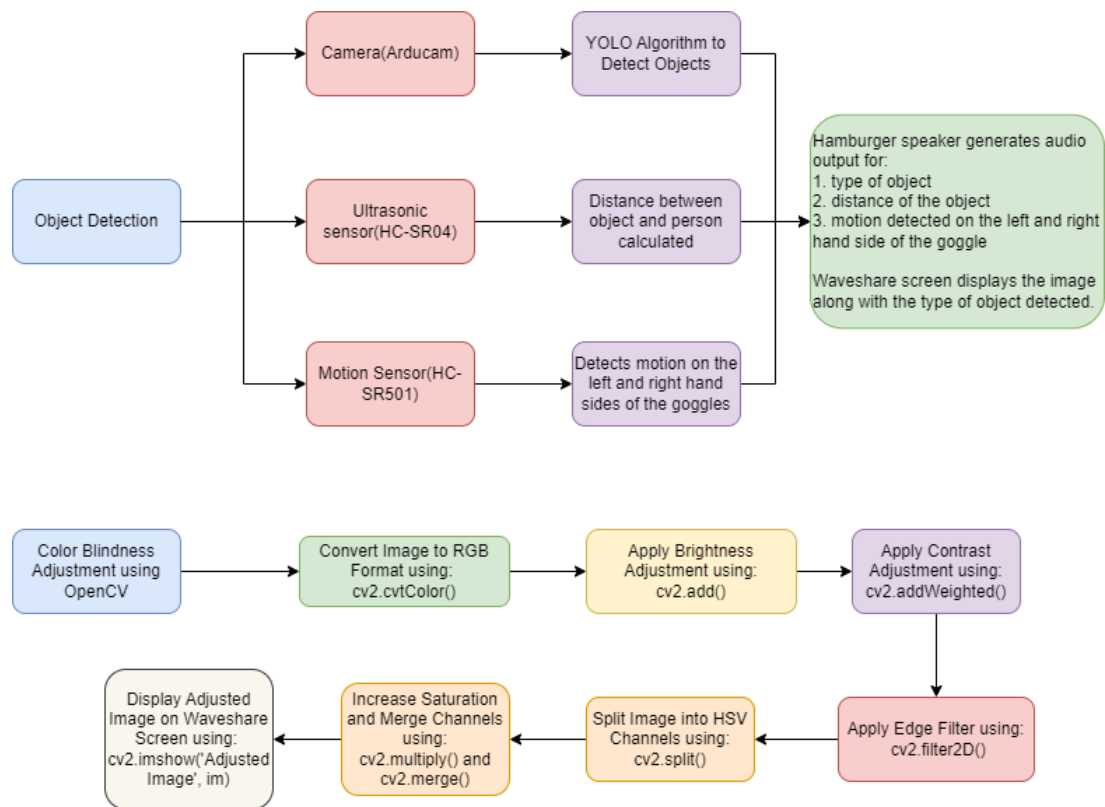 Camera(Arducam)
YOLO Algorithm to
Detect Objects
Object Detection
Ultrasonic
sensor(HC-SR04)
Distance between
object and person
calculated
Hamburger speaker generates audio
output for:
1. type of object
2. distance of the object
3. motion detected on the left and right
hand side of the goggle
Waveshare screen displays the image
along with the type of object detected.
Motion Sensor(HC-
SR501)
Detects motion on the
left and right hand
sides of the goggles
Color Blindness
Adjustment using
OpenCV
Convert Image to RGB
Format using:
cv2.cvtColor()
Apply Brightness
Adjustment using:
cv2.add()
Apply Contrast
Adjustment using:
cv2.addWeighted()
Apply Edge Filter using:
cv2.filter2D()
Split Image into HSV
Channels using:
cv2.split()
Increase Saturation
and Merge Channels
using:
cv2.multiply() and
cv2.merge()
Display Adjusted
Image on Waveshare
Screen using:
cv2.imshow('Adjusted
Image', im)